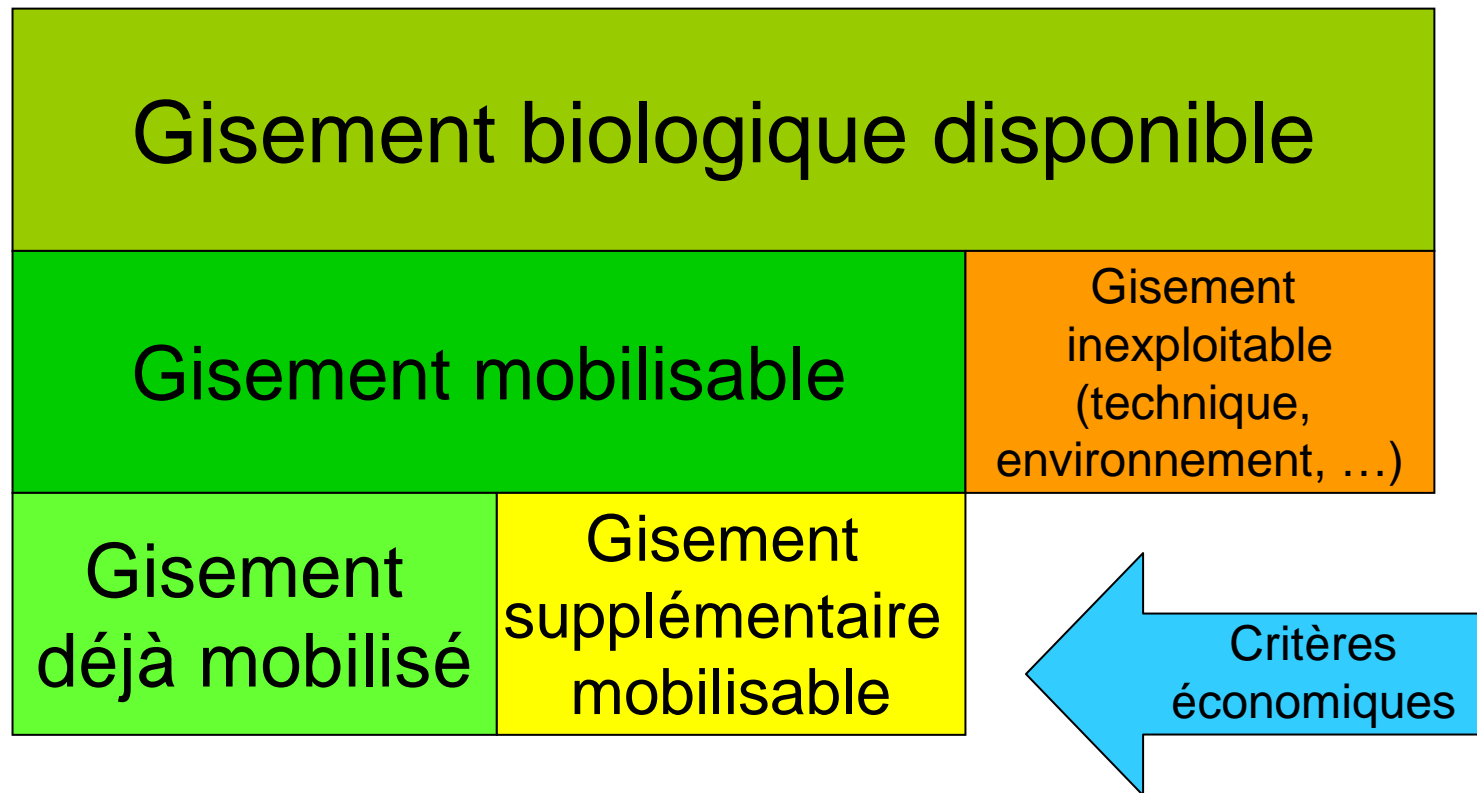 Gisement biologique disponible
Gisement mobilisable
Gisement
inexploitable
(technique,
environnement, …)
Gisement
déjà mobilisé
Gisement
supplémentaire
mobilisable
Critères
économiques